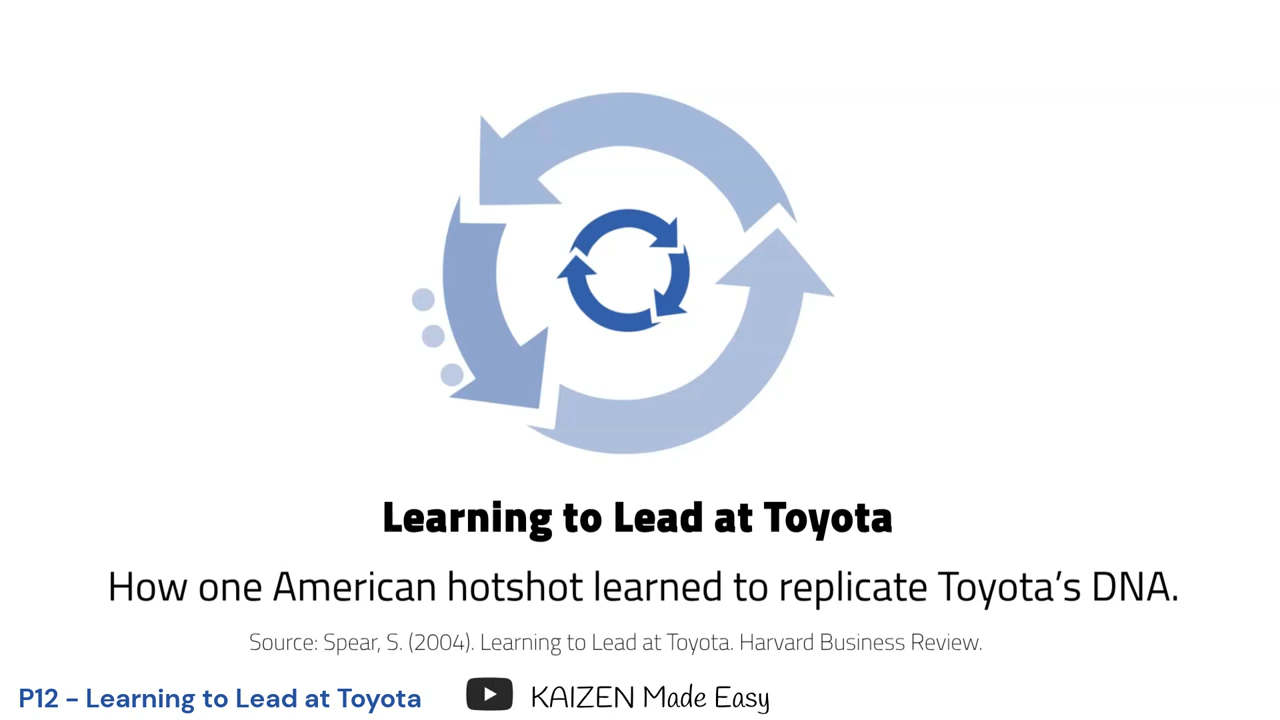 Learning to Lead at Toyota
How one American hotshot learned to replicate Toyota’s DNA.
Source: Spear, S. (2004). Learning to Lead at Toyota. Harvard Business Review.
P12 - Learning to Lead at Toyota
KAIZEN Made Easy